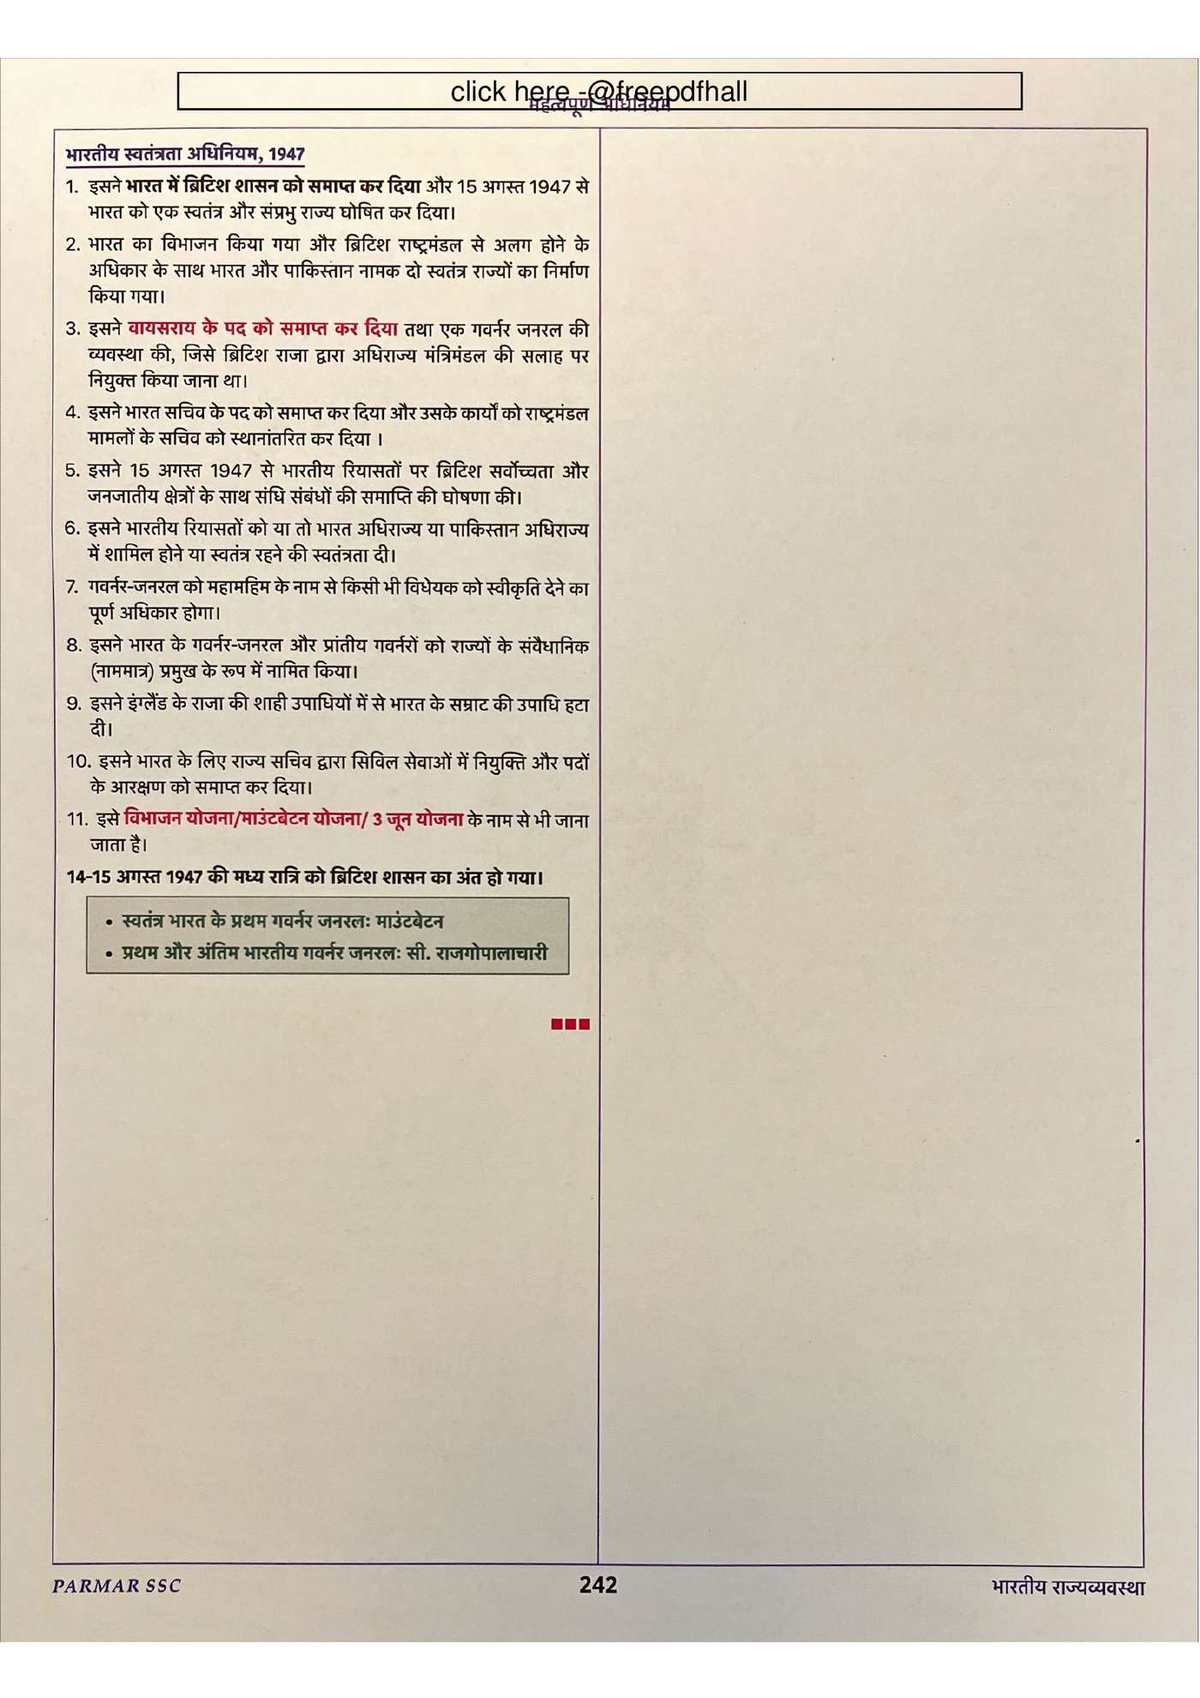 click here -@freepdfhall
महत्वपूर्ण अधिनियम
भारतीय स्वतंत्रता अधिनियम, 1947
1. इसने भारत में ब्रिटिश शासन को समाप्त कर दिया और 15 अगस्त 1947 से
भारत को एक स्वतंत्र और संप्रभु राज्य घोषित कर दिया।
2. भारत का विभाजन किया गया और ब्रिटिश राष्ट्रमंडल से अलग होने के
अधिकार के साथ भारत और पाकिस्तान नामक दो स्वतंत्र राज्यों का निर्माण
किया गया।
3. इसने वायसराय के पद को समाप्त कर दिया तथा एक गवर्नर जनरल की
व्यवस्था की, जिसे ब्रिटिश राजा द्वारा अधिराज्य मंत्रिमंडल की सलाह पर
नियुक्त किया जाना था।
4. इसने भारत सचिव के पद को समाप्त कर दिया और उसके कार्यों को राष्ट्रमंडल
मामलों के सचिव को स्थानांतरित कर दिया ।
5. इसने 15 अगस्त 1947 से भारतीय रियासतों पर ब्रिटिश सर्वोच्चता और
जनजातीय क्षेत्रों के साथ संधि संबंधों की समाप्ति की घोषणा की।
6. इसने भारतीय रियासतों को या तो भारत अधिराज्य या पाकिस्तान अधिराज्य
में शामिल होने या स्वतंत्र रहने की स्वतंत्रता दी।
7. गवर्नर-जनरल को महामहिम के नाम से किसी भी विधेयक को स्वीकृति देने का
पूर्ण अधिकार होगा।
8. इसने भारत के गवर्नर-जनरल और प्रांतीय गवर्नरों को राज्यों के संवैधानिक
(नाममात्र) प्रमुख के रूप में नामित किया।
9. इसने इंग्लैंड के राजा की शाही उपाधियों में से भारत के सम्राट की उपाधि हटा
दी।
10. इसने भारत के लिए राज्य सचिव द्वारा सिविल सेवाओं में नियुक्ति और पदों
के आरक्षण को समाप्त कर दिया।
11. इसे विभाजन योजना/माउंटबेटन योजना/ 3 जून योजना के नाम से भी जाना
जाता है।
14-15 अगस्त 1947 की मध्य रात्रि को ब्रिटिश शासन का अंत हो गया।
• स्वतंत्र भारत के प्रथम गवर्नर जनरलः माउंटबेटन
• प्रथम और अंतिम भारतीय गवर्नर जनरलः सी. राजगोपालाचारी
PARMAR SSC
242
भारतीय राज्यव्यवस्था